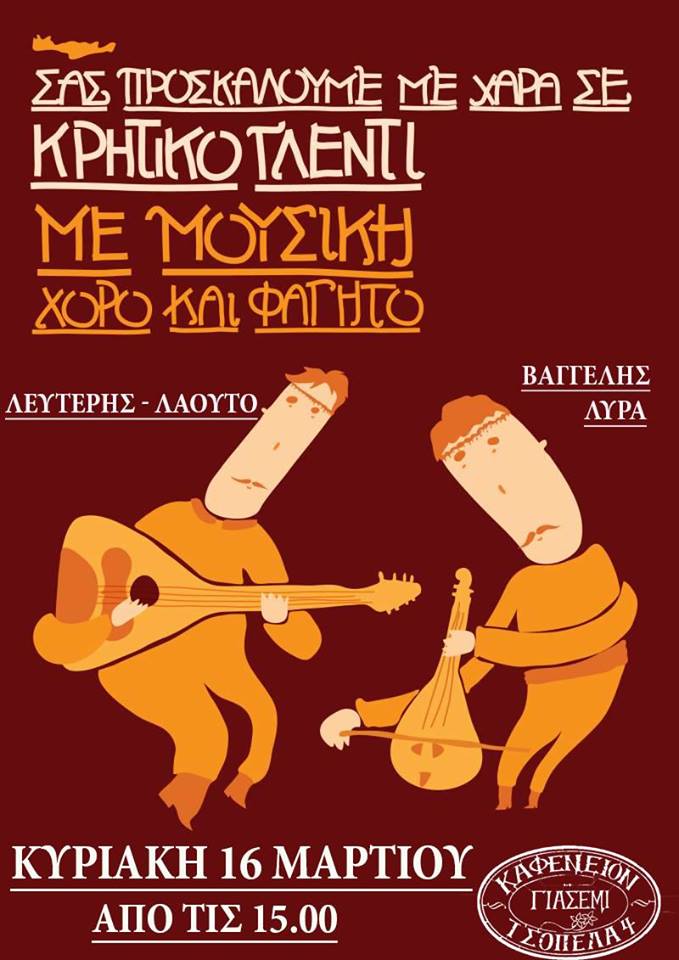 ΣΑΣ ΠΡΟΣΚΑΛΟΥΜΕ ΜΕ ΧΑΡΑ ΣΕ
ΚΡΗΤΙΚΟ ΓΛΕΝΤΙ
ΜΕ ΜΟΥΣΙΚΗ
ΧΟΡΟ ΚΑΙ ΦΑΓΗΤΟ
ΛΕΥΤΕΡΗΣ - ΛΑΟΥΤΟ
ΒΑΓΓΕΛΗΣ
ΛΥΡΑ
ΚΥΡΙΑΚΗ 16 ΜΑΡΤΙΟΥ
ΑΠΟ ΤΙΣ 15.00
ΚΑΦΕΝΕΙΟΝ
ΓΙΑΣΕΜΙ
ΤΣΟΠΕΛΑ 4